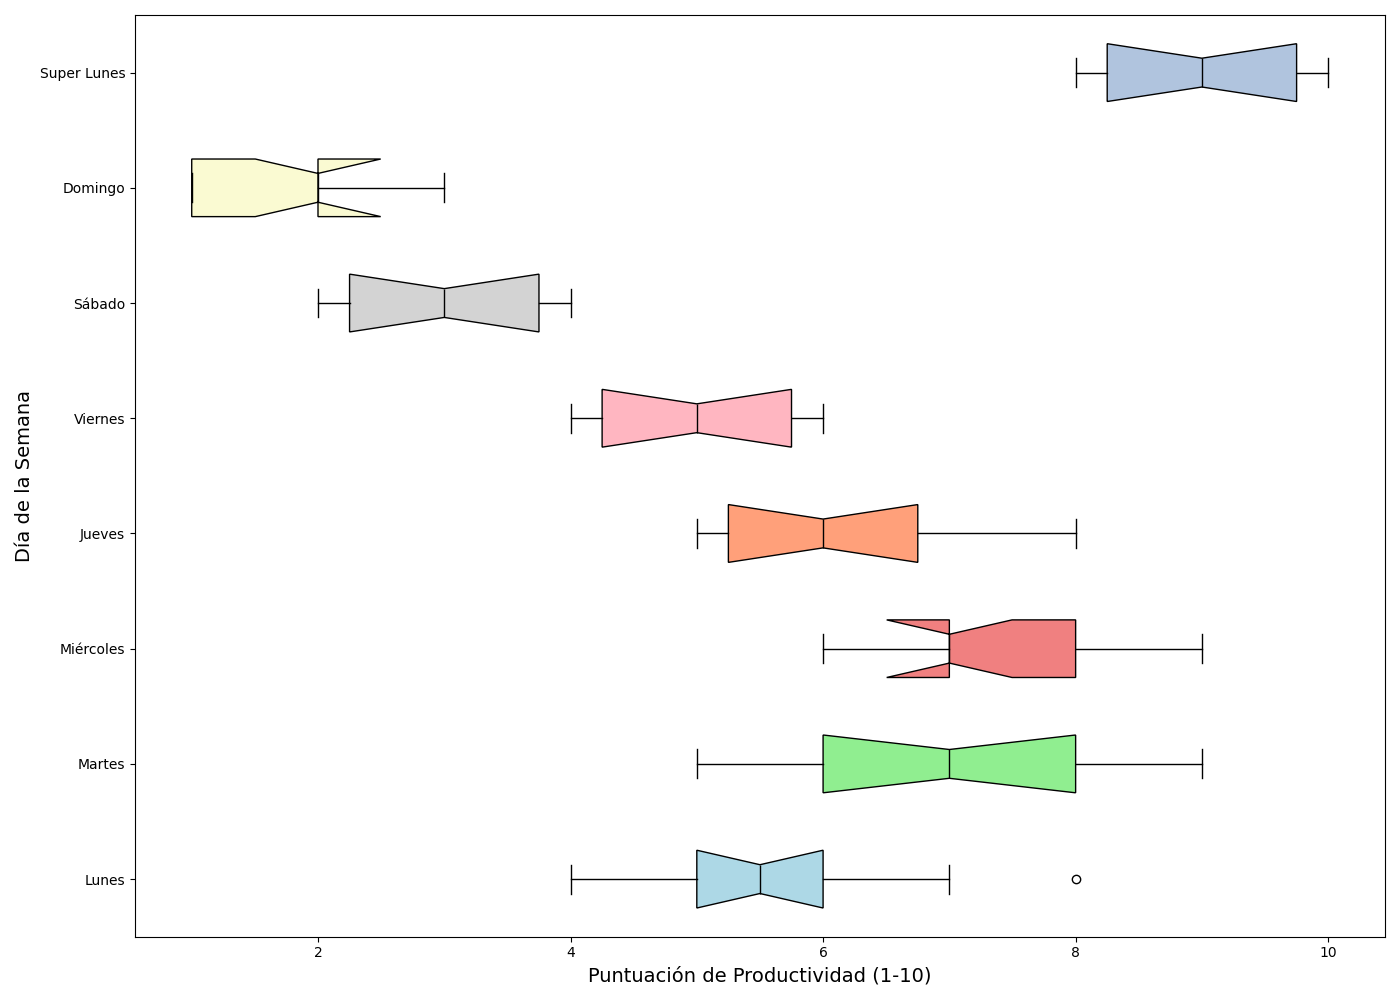 Super Lunes
Domingo
Sábado
Viernes
Jueves
Miércoles
Martes
Lunes
Día de la Semana
2 4 6 8 10
Puntuación de Productividad (1-10)